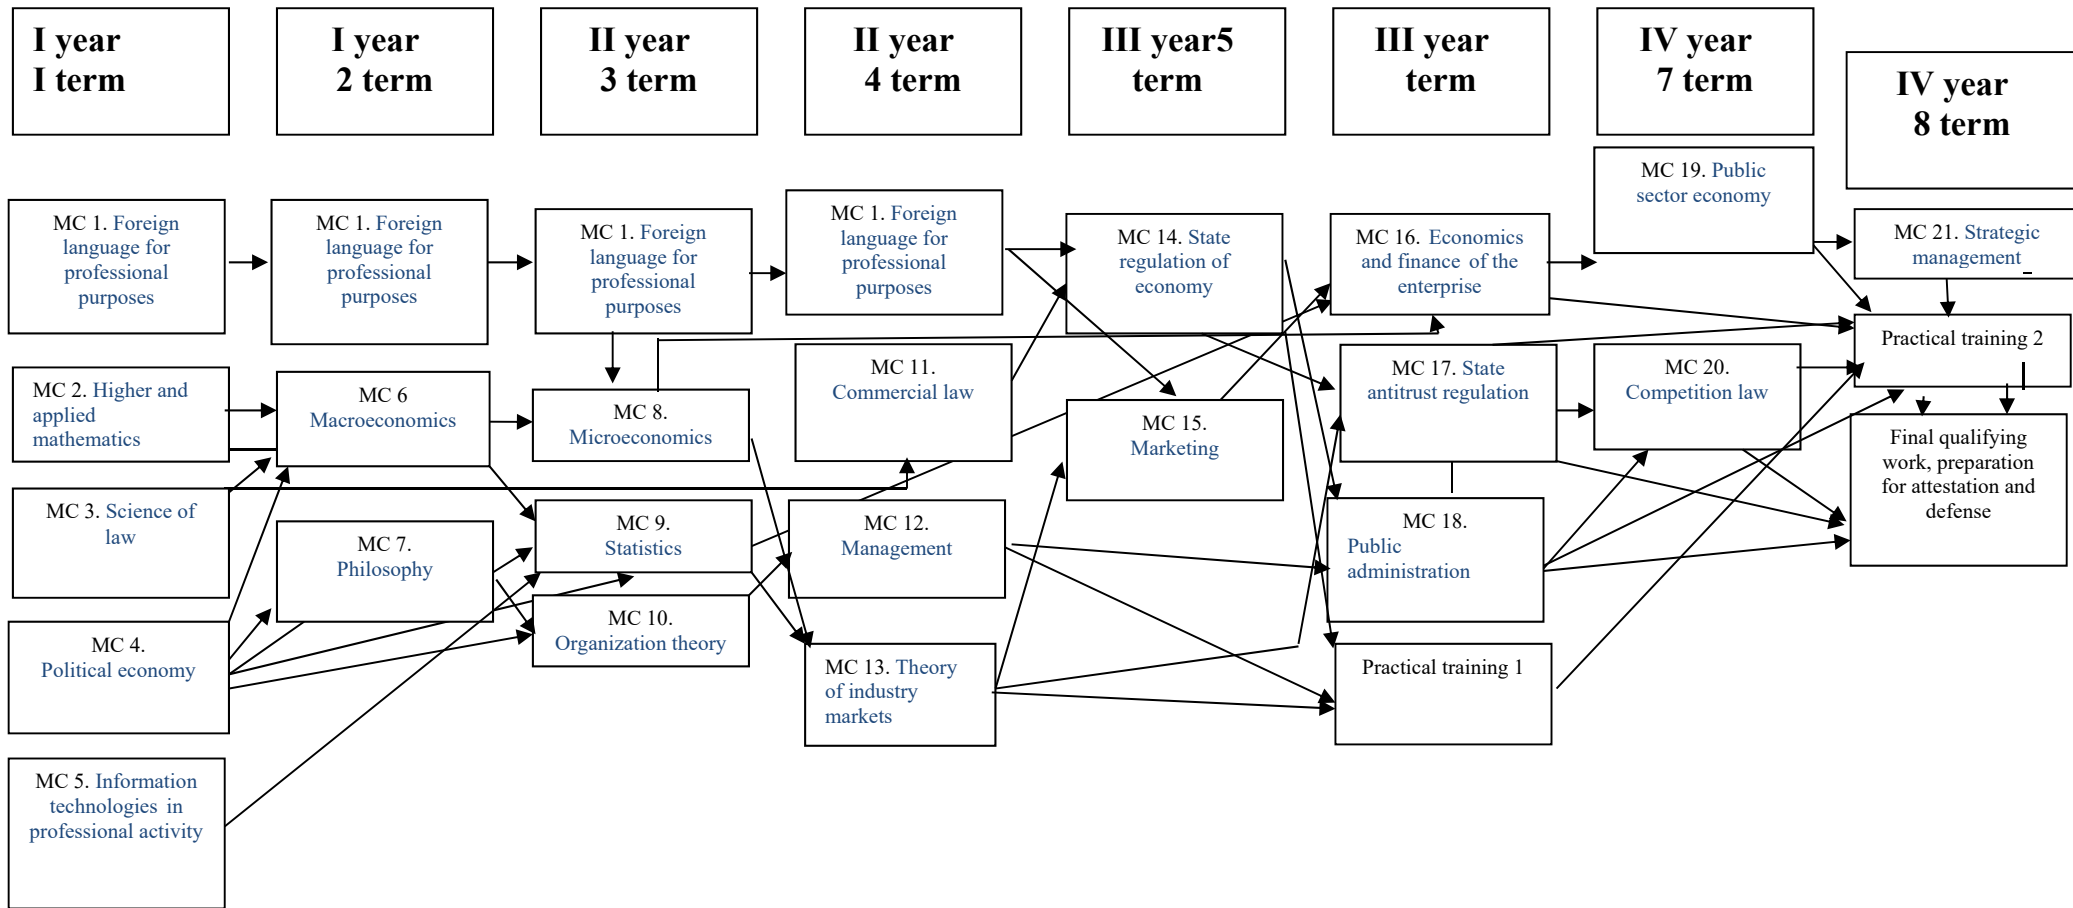 I year
I term
I year
2 term
II year
3 term
II year
4 term
III year5
term
III year
term
IV year
7 term
IV year
8 term
MC 1. Foreign
language for
professional
purposes
MC 2. Higher and
applied
mathematics
MC 3. Science of
law
MC 4.
Political economy
MC 5. Information
technologies in
professional activity
MC 1. Foreign
language for
professional
purposes
MC 6
Macroeconomics
MC 7.
Philosophy
MC 1. Foreign
language for
professional
purposes
MC 8.
Microeconomics
MC 9.
Statistics
MC 10.
Organization theory
MC 1. Foreign
language for
professional
purposes
MC 11.
Commercial law
MC 12.
Management
MC 13. Theory
of industry
markets
MC 14. State
regulation of
economy
MC 15.
Marketing
MC 16. Economics
and finance of the
enterprise
MC 17. State
antitrust regulation
MC 18.
Public
administration
Practical training 1
MC 19. Public
sector economy
MC 20.
Competition law
MC 21. Strategic
management
Practical training 2
Final qualifying
work, preparation
for attestation and
defense